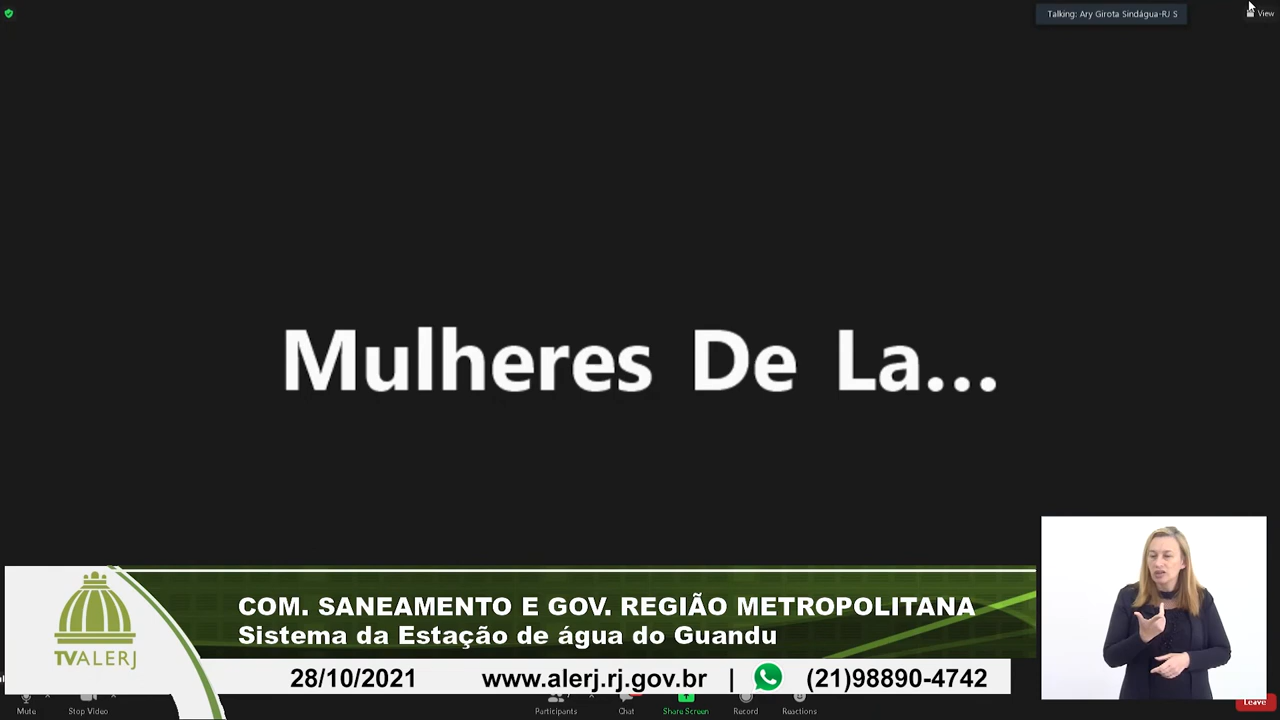 Talking: Ary Girota Sindágua-RJ S
View
Mulheres De La...
COM. SANEAMENTO E GOV. REGIÃO METROPOLITANA
Sistema da Estação de água do Guandu
TVALERJ
28/10/2021 www.alerj.rj.gov.br | (21)98890-4742
Mute Stop Video Participants Chat Share Screen Record Reactions Leave